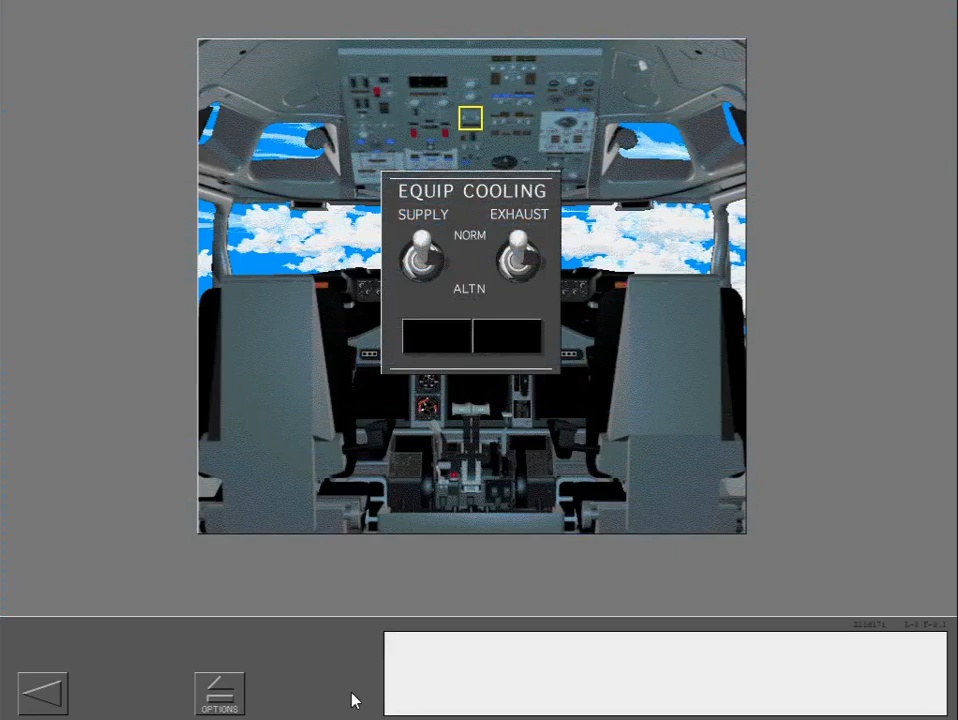 EQUIP COOLING
SUPPLY EXHAUST
NORM
ALTN
OPTIONS